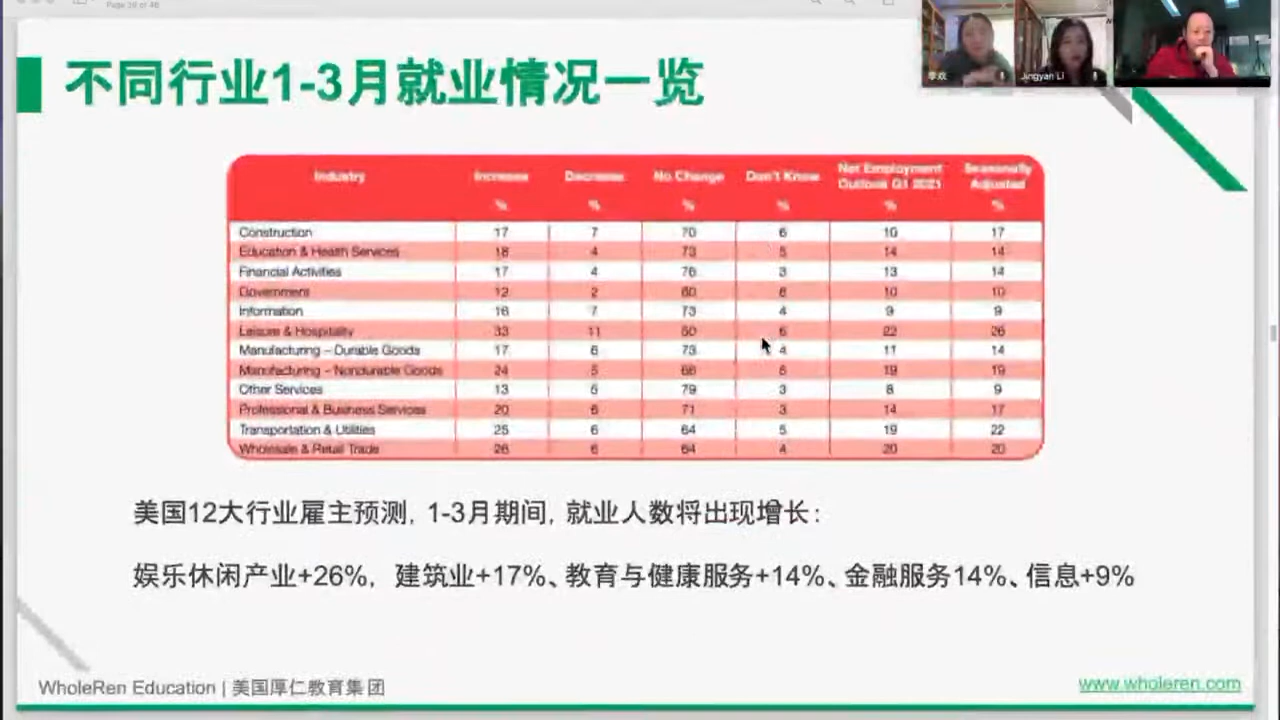 Page 28 of 46
李欢
Jingyan Li
不同行业1-3月就业情况一览
Industry Increase Decrease No Change Don't Know Net Employment Outlook Q1 2021 Seasonally Adjusted
% % % % % %
Construction 17 7 70 6 10 17
Education & Health Services 18 4 73 5 14 14
Financial Activities 17 4 76 3 13 14
Government 12 2 80 6 10 10
Information 16 7 73 4 9 9
Leisure & Hospitality 33 11 50 6 22 26
Manufacturing – Durable Goods 17 6 73 4 11 14
Manufacturing – Nondurable Goods 24 5 66 5 19 19
Other Services 13 5 79 3 8 9
Professional & Business Services 20 6 71 3 14 17
Transportation & Utilities 25 6 64 5 19 22
Wholesale & Retail Trade 26 6 64 4 20 20
美国12大行业雇主预测，1-3月期间，就业人数将出现增长：
娱乐休闲产业+26%，建筑业+17%、教育与健康服务+14%、金融服务14%、信息+9%
WholeRen Education | 美国厚仁教育集团
www.wholeren.com